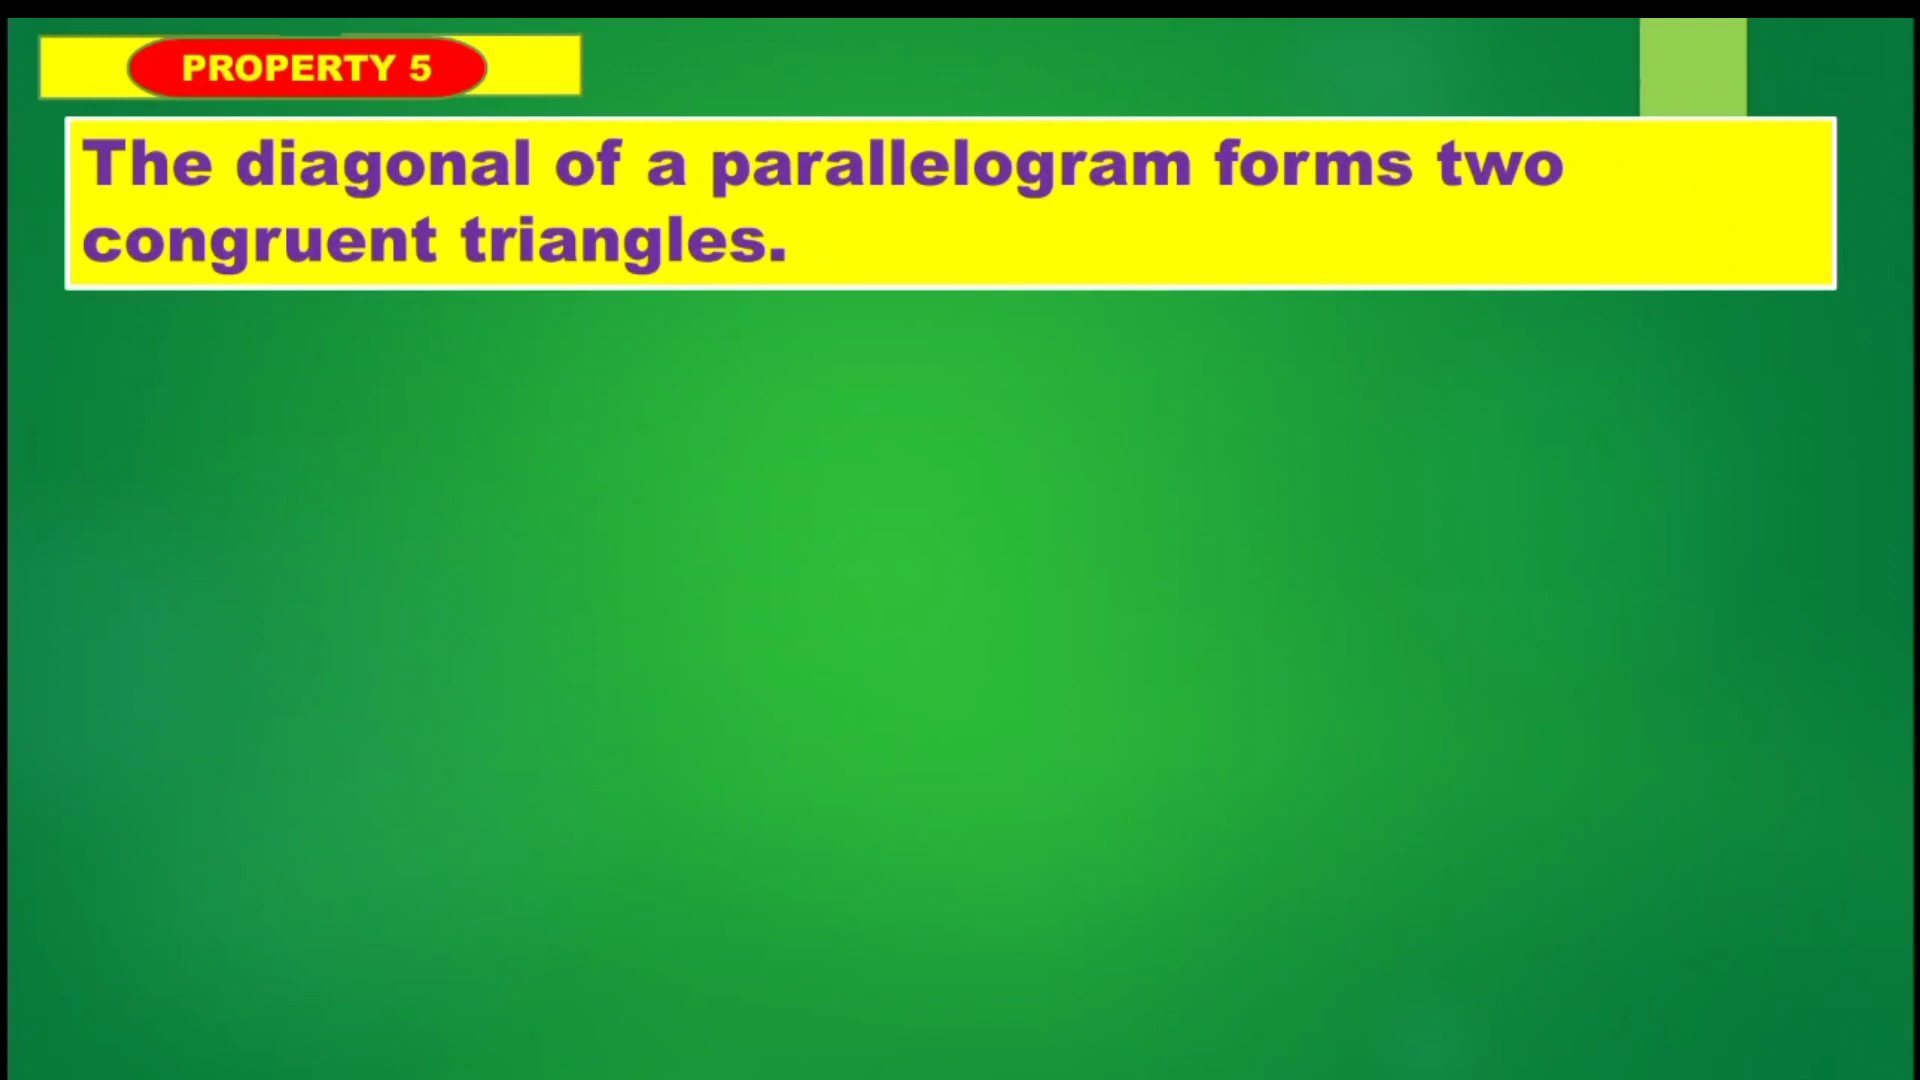 PROPERTY 5
The diagonal of a parallelogram forms two
congruent triangles.